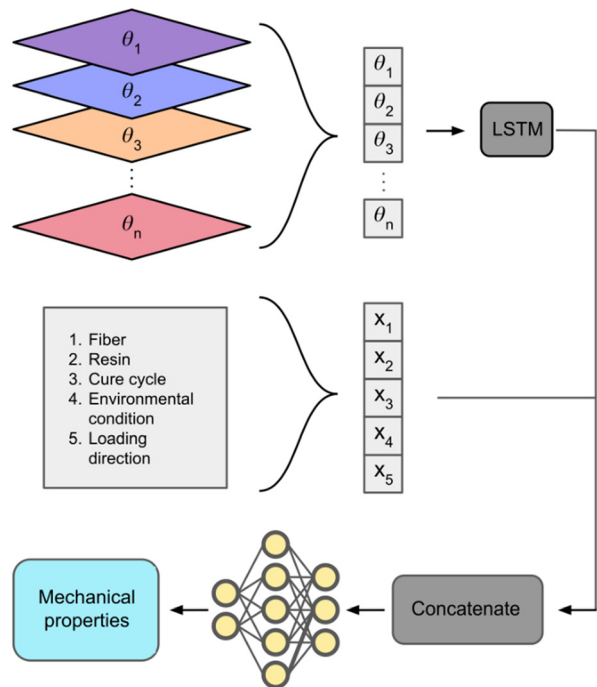 θ1
θ2
θ3
θn
θ1
θ2
θ3
θn
LSTM
1. Fiber
2. Resin
3. Cure cycle
4. Environmental
condition
5. Loading
direction
x1
x2
x3
x4
x5
Mechanical
properties
Concatenate